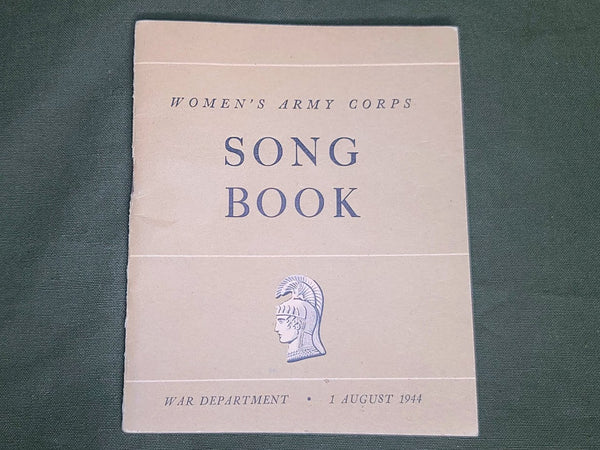 WOMEN'S ARMY CORPS
SONG
BOOK
WAR DEPARTMENT • 1 AUGUST 1944